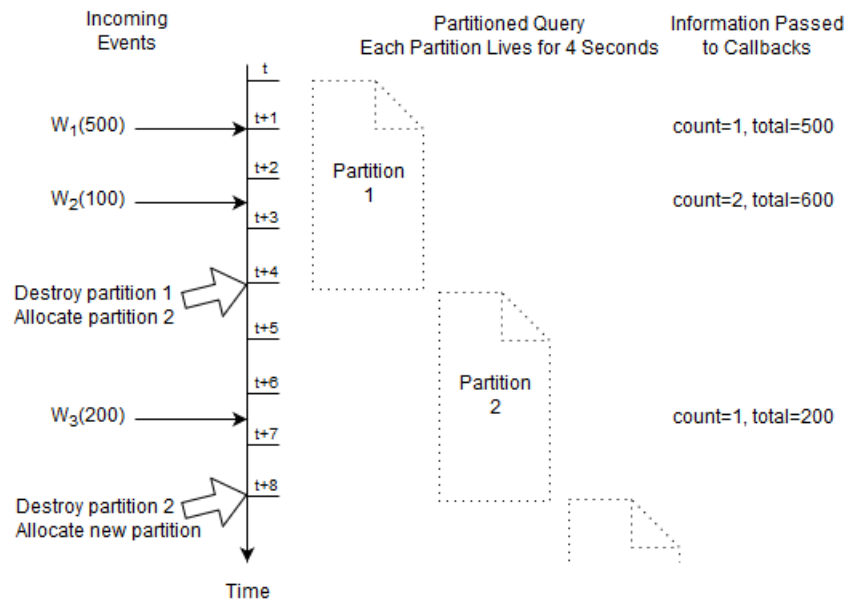 Incoming
Events
Partitioned Query
Each Partition Lives for 4 Seconds
Information Passed
to Callbacks
t
W1(500)
t+1
count=1, total=500
t+2
Partition
1
W2(100)
count=2, total=600
t+3
t+4
Destroy partition 1
Allocate partition 2
t+5
t+6
Partition
2
W3(200)
count=1, total=200
t+7
t+8
Destroy partition 2
Allocate new partition
Time